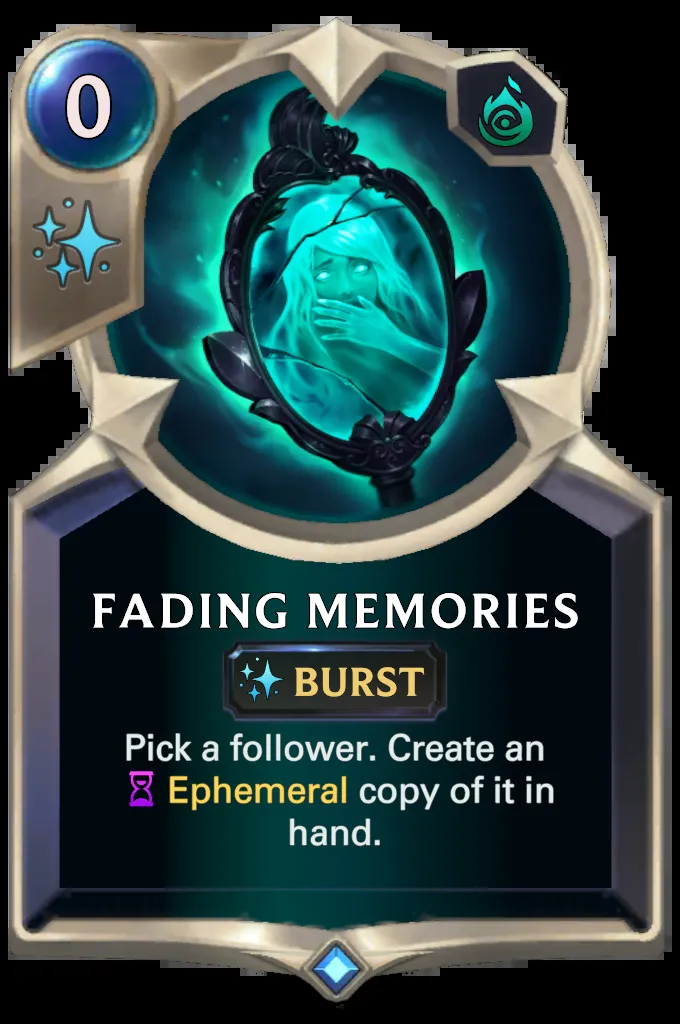 0
FADING MEMORIES
BURST
Pick a follower. Create an
Ephemeral copy of it in
hand.